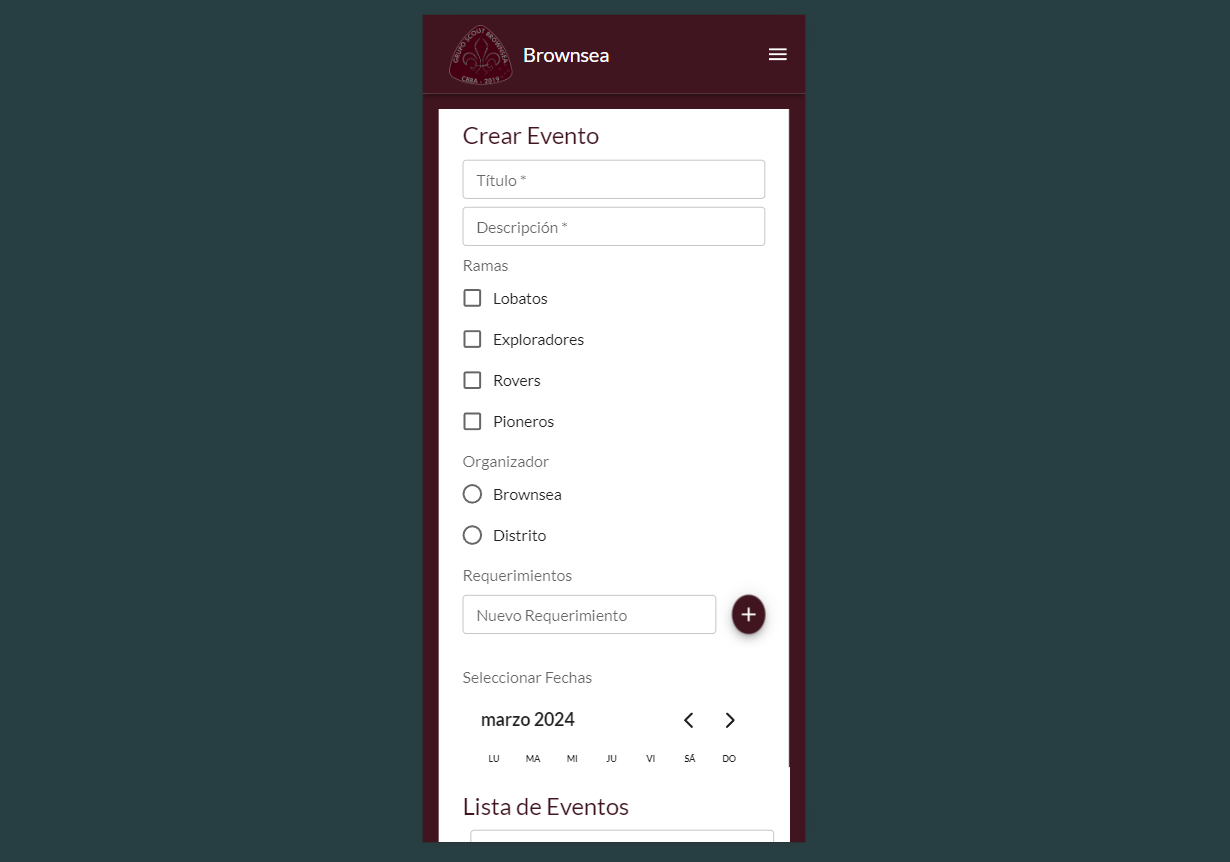 GRUPO SCOUT BROWNSEA
CBBA - 2019
Brownsea
Crear Evento
Título *
Descripción *
Ramas
Lobatos
Exploradores
Rovers
Pioneros
Organizador
Brownsea
Distrito
Requerimientos
Nuevo Requerimiento
Seleccionar Fechas
marzo 2024
LU MA MI JU VI SÁ DO
Lista de Eventos